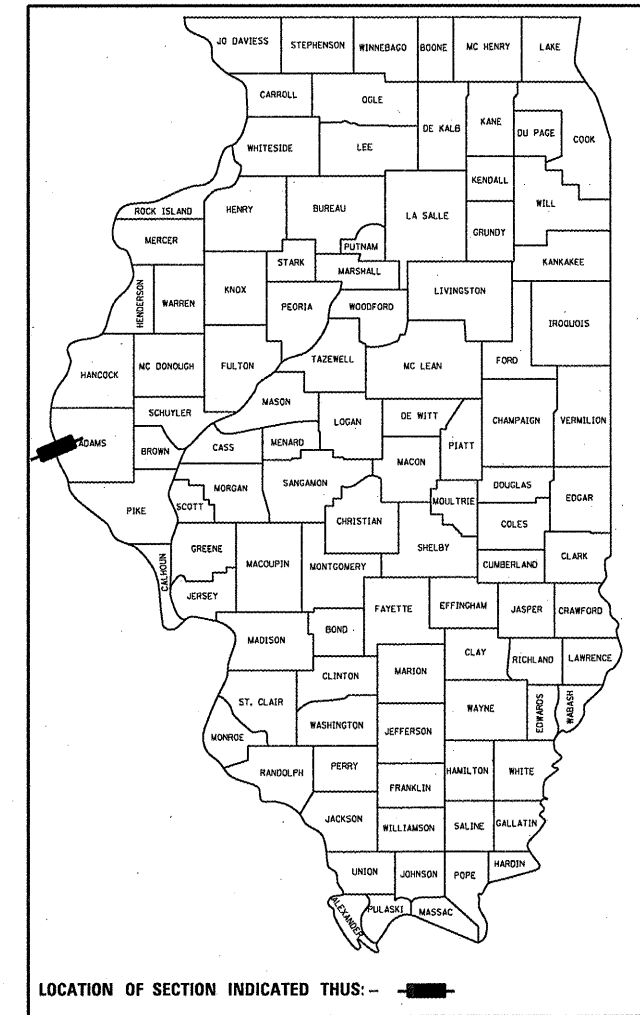 JO DAVIESS STEPHENSON WINNEBAGO BOONE MC HENRY LAKE
CARROLL OGLE
DE KALB KANE DU PAGE COOK
WHITESIDE LEE
KENDALL
ROCK ISLAND HENRY BUREAU LA SALLE WILL
MERCER GRUNDY
PUTNAM
STARK MARSHALL KANKAKEE
HENDERSON WARREN KNOX LIVINGSTON
PEORIA WOODFORD IROQUOIS
HANCOCK MC DONOUGH FULTON TAZEWELL MC LEAN FORD
MASON
SCHUYLER LOGAN DE WITT CHAMPAIGN VERMILION
ADAMS BROWN CASS MENARD PIATT
MACON
PIKE SCOTT MORGAN SANGAMON DOUGLAS
MOULTRIE EDGAR
CHRISTIAN COLES
GREENE MACOUPIN MONTGOMERY SHELBY
CALHOUN CUMBERLAND CLARK
JERSEY FAYETTE EFFINGHAM JASPER CRAWFORD
MADISON BOND
CLAY RICHLAND LAWRENCE
CLINTON MARION
ST. CLAIR WAYNE EDWARDS WABASH
WASHINGTON JEFFERSON
MONROE
RANDOLPH PERRY HAMILTON WHITE
FRANKLIN
JACKSON WILLIAMSON SALINE GALLATIN
UNION JOHNSON POPE HARDIN
ALEXANDER PULASKI MASSAC
LOCATION OF SECTION INDICATED THUS: -